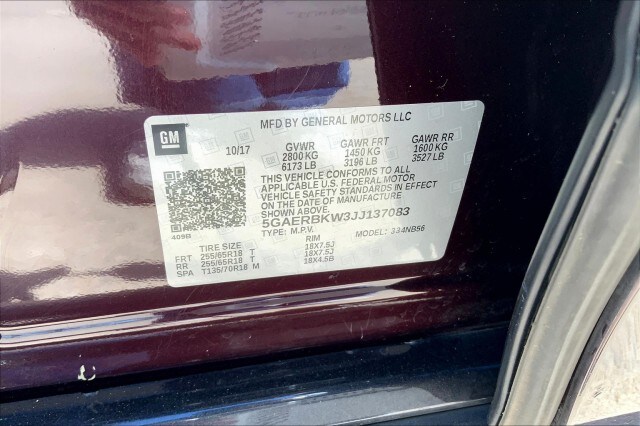 MFD BY GENERAL MOTORS LLC
GM
10/17 GVWR GAWR FRT GAWR RR
2800 KG 1450 KG 1600 KG
6173 LB 3196 LB 3527 LB
THIS VEHICLE CONFORMS TO ALL
APPLICABLE U.S. FEDERAL MOTOR
VEHICLE SAFETY STANDARDS IN EFFECT
ON THE DATE OF MANUFACTURE
SHOWN ABOVE.
5GAERBKW3JJ137083
TYPE: M.P.V. MODEL: 334NB56
409B
TIRE SIZE RIM
FRT 255/65R18 T 18X7.5J
RR 255/65R18 T 18X7.5J
SPA T135/70R18 M 18X4.5B